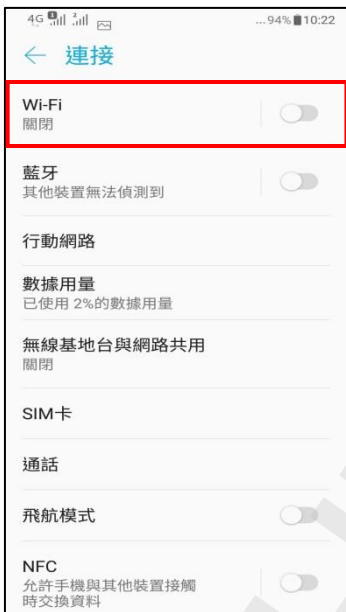 4G 1 2 ...94% 10:22
連接
Wi-Fi
關閉
藍牙
其他裝置無法偵測到
行動網路
數據用量
已使用 2%的數據用量
無線基地台與網路共用
關閉
SIM卡
通話
飛航模式
NFC
允許手機與其他裝置接觸
時交換資料